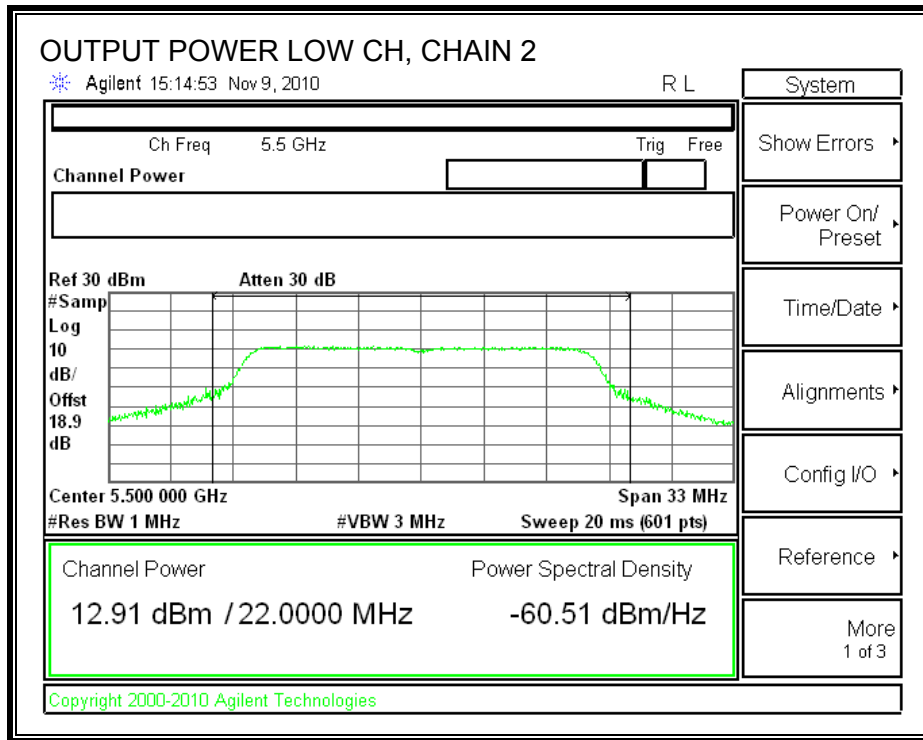 OUTPUT POWER LOW CH, CHAIN 2
Agilent 15:14:53 Nov 9, 2010 R L
System
Ch Freq 5.5 GHz Trig Free
Channel Power
Show Errors
Power On/
Preset
Ref 30 dBm Atten 30 dB
#Samp
Log
10
dB/
Offst
18.9
dB
Time/Date
Alignments
Config I/O
Center 5.500 000 GHz Span 33 MHz
#Res BW 1 MHz #VBW 3 MHz Sweep 20 ms (601 pts)
Channel Power Power Spectral Density
12.91 dBm / 22.0000 MHz -60.51 dBm/Hz
Reference
More
1 of 3
Copyright 2000-2010 Agilent Technologies